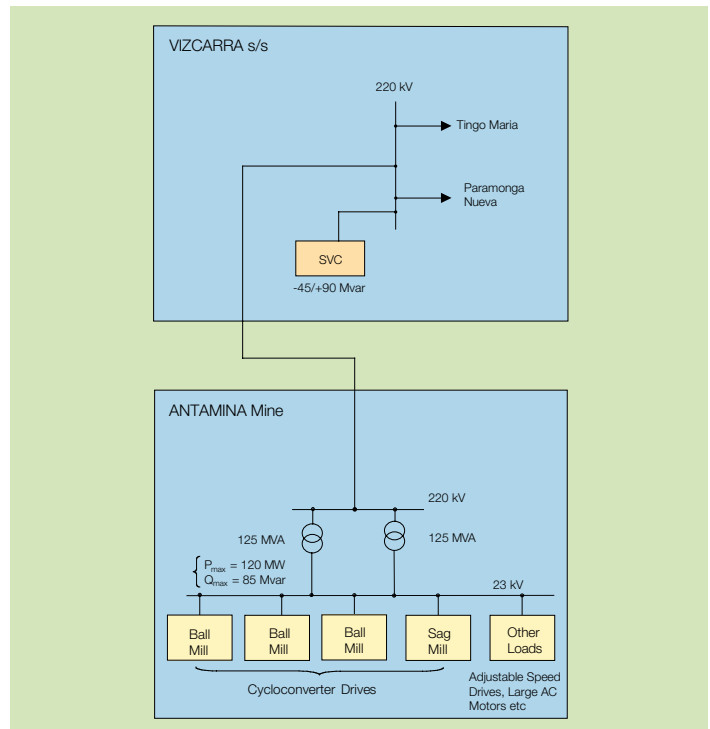 VIZCARRA s/s
220 kV
Tingo Maria
Paramonga
Nueva
SVC
-45/+90 Mvar
ANTAMINA Mine
220 kV
125 MVA
125 MVA
Pmax = 120 MW
Qmax = 85 Mvar
23 kV
Ball
Mill
Ball
Mill
Ball
Mill
Sag
Mill
Other
Loads
Cycloconverter Drives
Adjustable Speed
Drives, Large AC
Motors etc